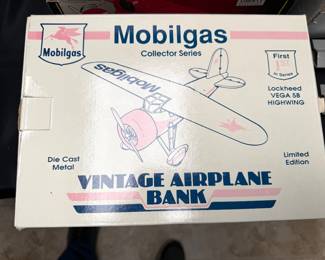 Mobilgas
Collector Series
Mobilgas
First
1st
in Series
Lockheed
VEGA 5B
HIGHWING
Mobilgas
Die Cast
Metal
Limited
Edition
VINTAGE AIRPLANE
BANK